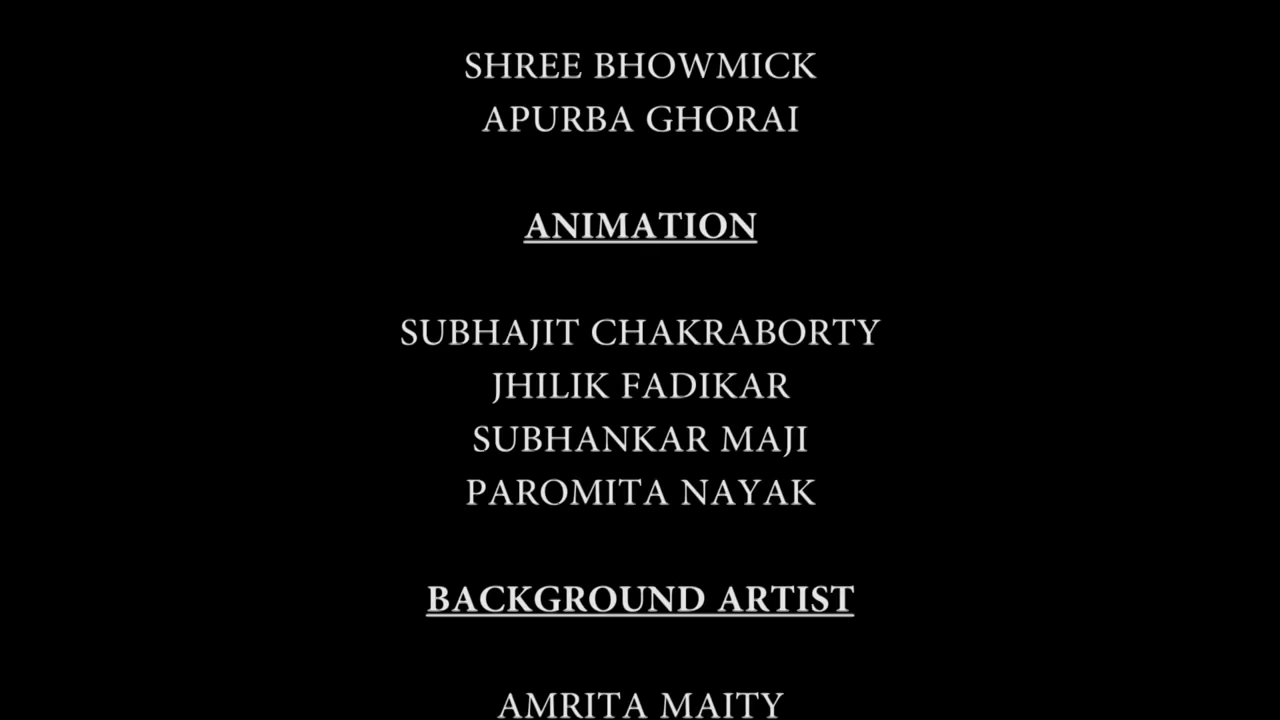 SHREE BHOWMICK
APURBA GHORAI
ANIMATION
SUBHAJIT CHAKRABORTY
JHILIK FADIKAR
SUBHANKAR MAJI
PAROMITA NAYAK
BACKGROUND ARTIST
AMRITA MAITY